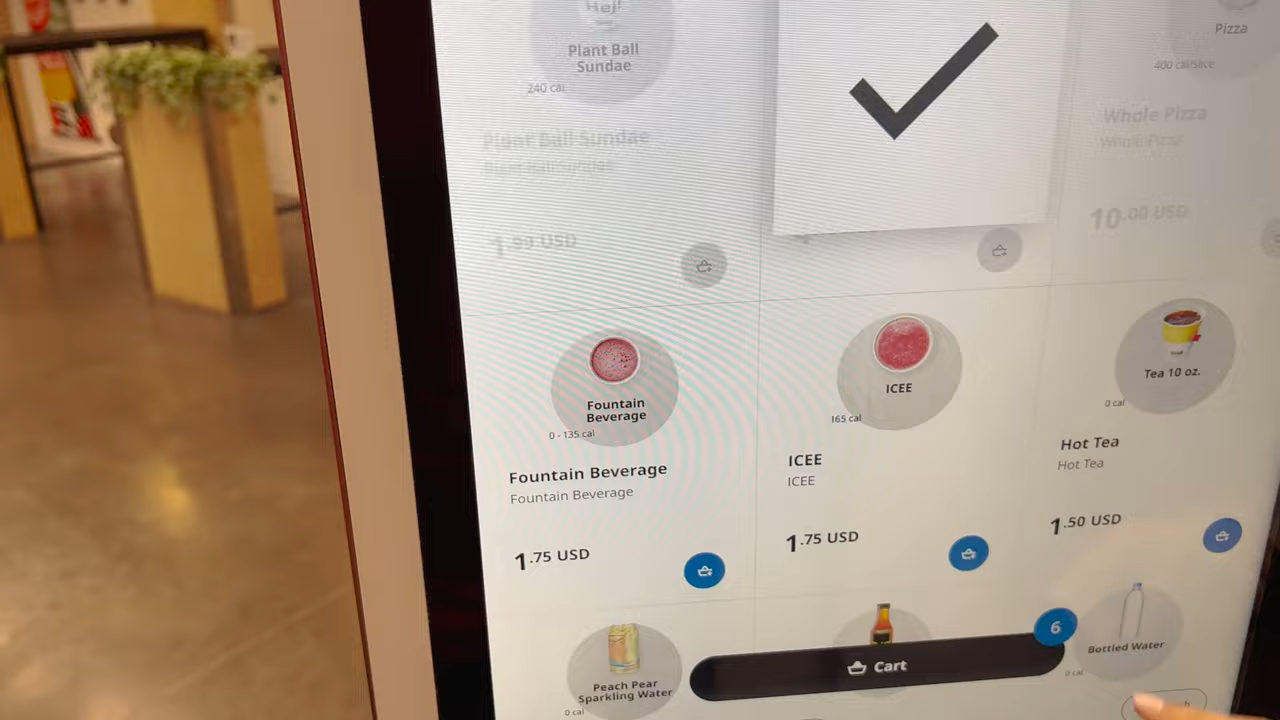 Hej!
Plant Ball
Sundae
240 cal
Plant Ball Sundae
Plant Ball Sundae
1.99 USD
Pizza
400 cal/slice
Whole Pizza
Whole Pizza
10.00 USD
Fountain
Beverage
0 - 135 cal
Fountain Beverage
Fountain Beverage
1.75 USD
ICEE
165 cal
ICEE
ICEE
1.75 USD
Tea 10 oz.
0 cal
Hot Tea
Hot Tea
1.50 USD
Peach Pear
Sparkling Water
0 cal
Cart
6
Bottled Water
0 cal